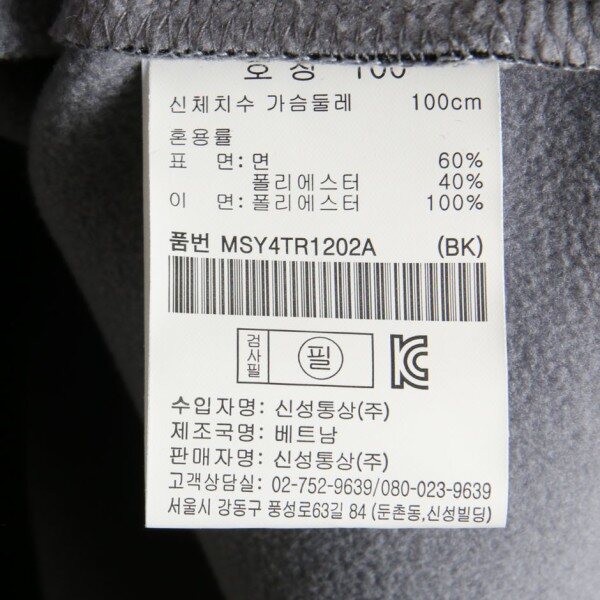 호칭 100
신체치수 가슴둘레 100cm
혼용률
표 면:면 60%
폴리에스터 40%
이 면:폴리에스터 100%
품번 MSY4TR1202A (BK)
검사필 필 KC
수입자명: 신성통상(주)
제조국명: 베트남
판매자명: 신성통상(주)
고객상담실: 02-752-9639/080-023-9639
서울시 강동구 풍성로63길 84 (둔촌동,신성빌딩)